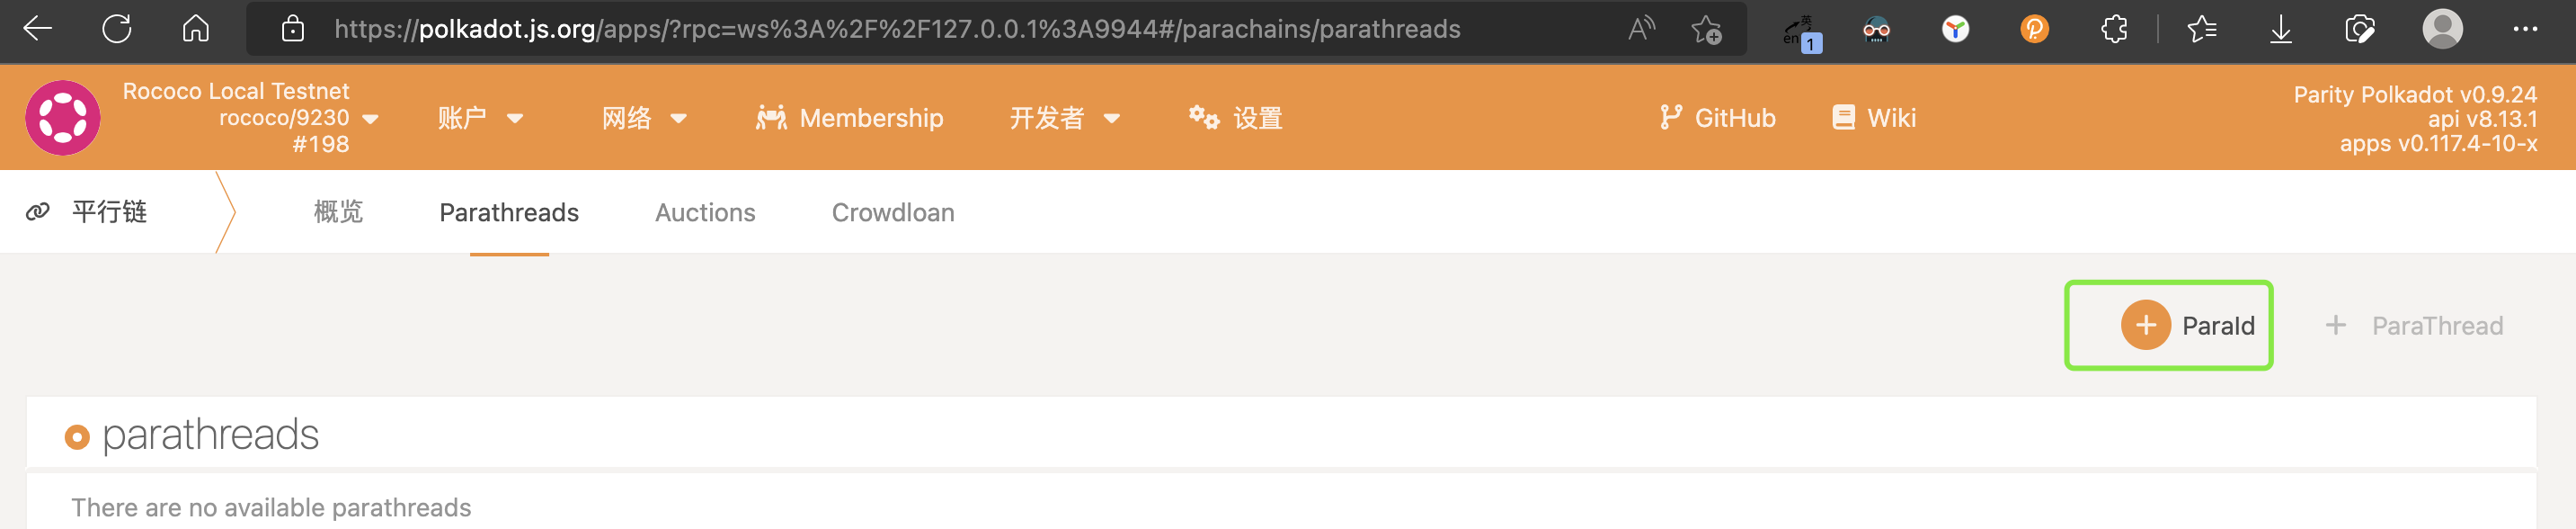 https://polkadot.js.org/apps/?rpc=ws%3A%2F%2F127.0.0.1%3A9944#/parachains/parathreads
英
en
1
Rococo Local Testnet
rococo/9230
#198
账户
网络
Membership
开发者
设置
GitHub
Wiki
Parity Polkadot v0.9.24
api v8.13.1
apps v0.117.4-10-x
平行链
概览
Parathreads
Auctions
Crowdloan
ParaId
ParaThread
parathreads
There are no available parathreads